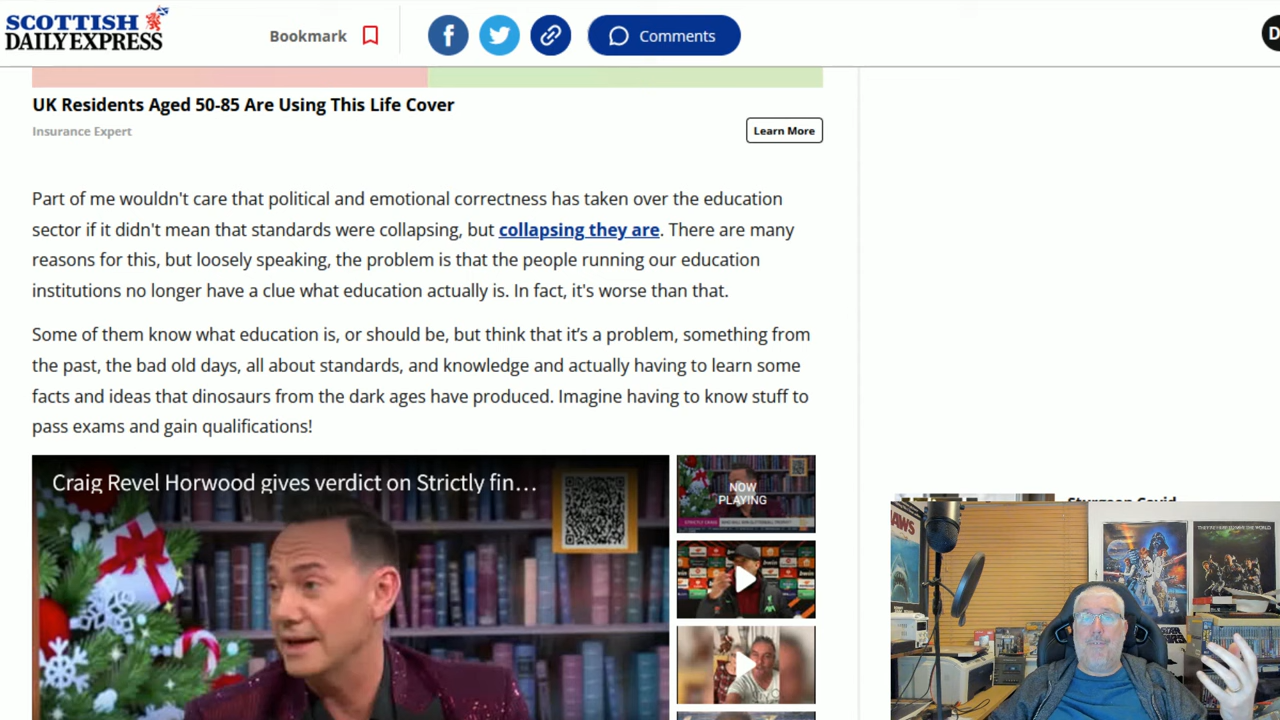 SCOTTISH
DAILY EXPRESS
Bookmark
Comments
D
UK Residents Aged 50-85 Are Using This Life Cover
Insurance Expert
Learn More
Part of me wouldn't care that political and emotional correctness has taken over the education
sector if it didn't mean that standards were collapsing, but collapsing they are. There are many
reasons for this, but loosely speaking, the problem is that the people running our education
institutions no longer have a clue what education actually is. In fact, it's worse than that.
Some of them know what education is, or should be, but think that it’s a problem, something from
the past, the bad old days, all about standards, and knowledge and actually having to learn some
facts and ideas that dinosaurs from the dark ages have produced. Imagine having to know stuff to
pass exams and gain qualifications!
Craig Revel Horwood gives verdict on Strictly fin...
NOW
PLAYING